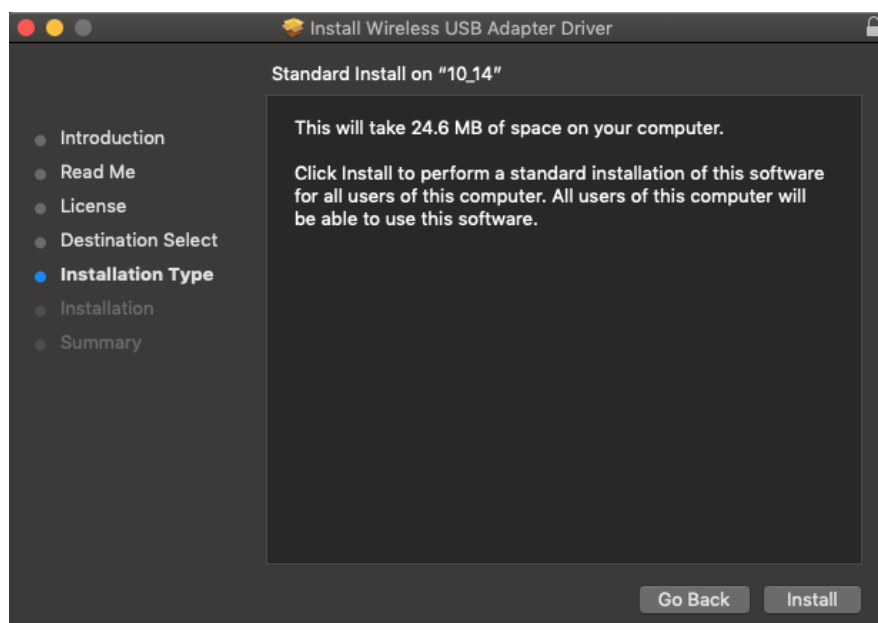 Install Wireless USB Adapter Driver
Standard Install on “10_14”
Introduction
Read Me
License
Destination Select
Installation Type
Installation
Summary
This will take 24.6 MB of space on your computer.
Click Install to perform a standard installation of this software
for all users of this computer. All users of this computer will
be able to use this software.
Go Back
Install